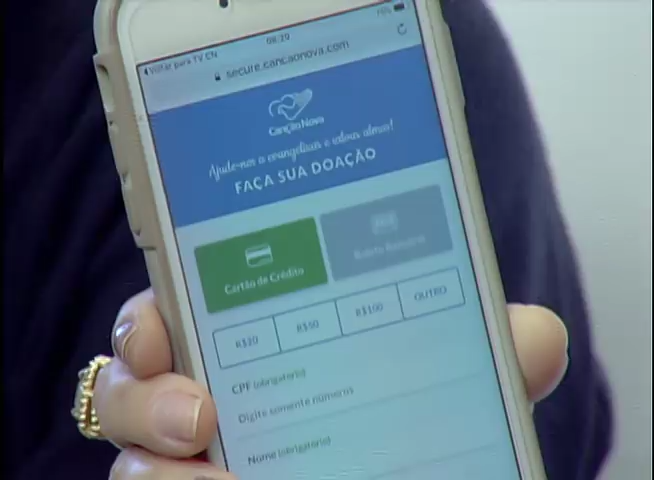 Voltar para TV CN 08:29
secure.cancaonova.com
Canção Nova
Ajude-nos a evangelizar e salvar almas!
FAÇA SUA DOAÇÃO
Cartão de Crédito Boleto Bancário
R$20 R$50 R$100 OUTRO
CPF (obrigatório)
Digite somente números
Nome (obrigatório)